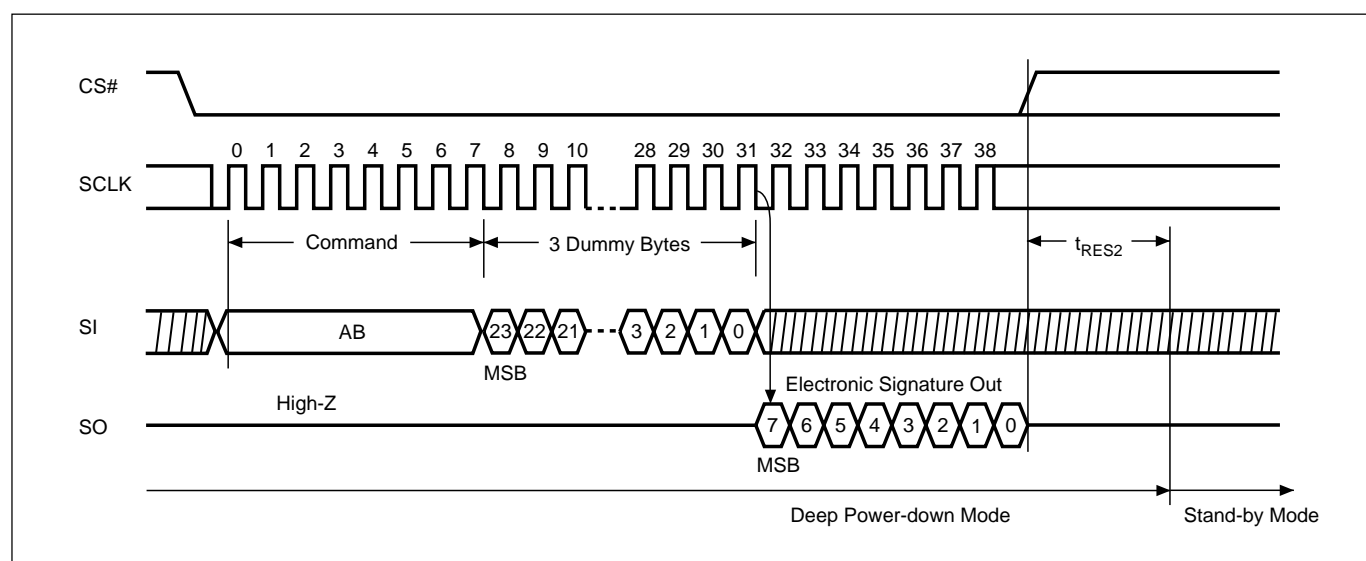 CS#
0 1 2 3 4 5 6 7 8 9 10 28 29 30 31 32 33 34 35 36 37 38
SCLK
Command 3 Dummy Bytes tRES2
SI AB 23 22 21 3 2 1 0
MSB
Electronic Signature Out
High-Z
SO 7 6 5 4 3 2 1 0
MSB
Deep Power-down Mode Stand-by Mode